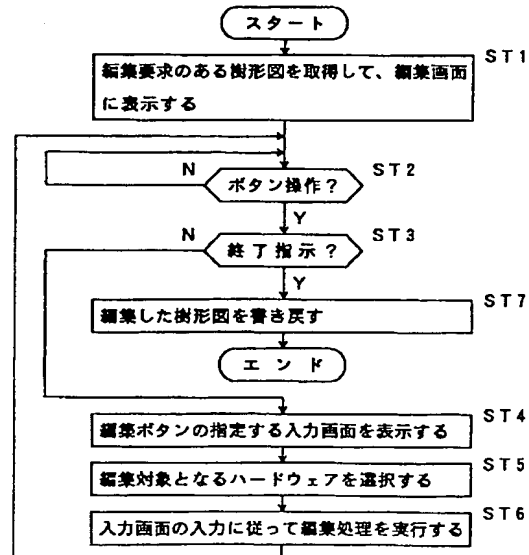 スタート
ST1
編集要求のある樹形図を取得して、編集画面
に表示する
N
ST2
ボタン操作?
Y
N
ST3
終了指示?
Y
ST7
編集した樹形図を書き戻す
エンド
ST4
編集ボタンの指定する入力画面を表示する
ST5
編集対象となるハードウェアを選択する
ST6
入力画面の入力に従って編集処理を実行する